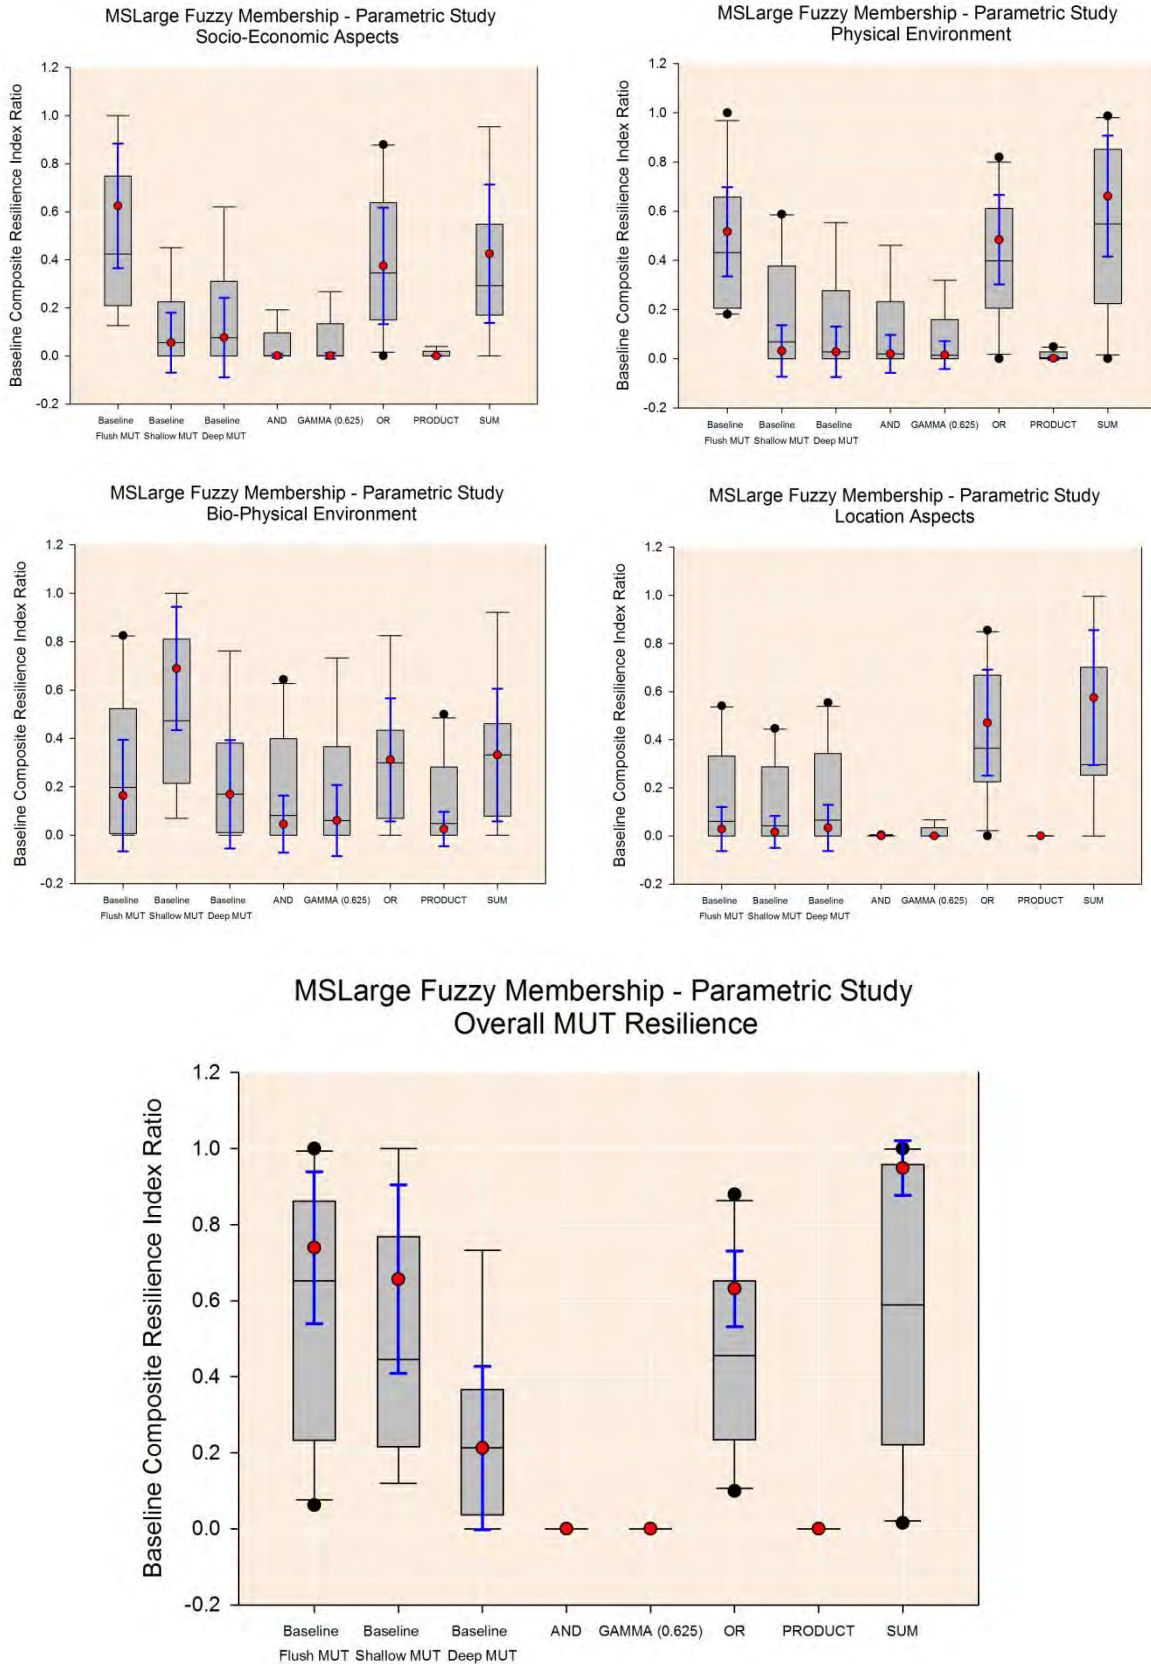 MSLarge Fuzzy Membership - Parametric Study
Socio-Economic Aspects
Baseline Composite Resilience Index Ratio
1.2
1.0
0.8
0.6
0.4
0.2
0.0
-0.2
Baseline Baseline Baseline AND GAMMA (0.625) OR PRODUCT SUM
Flush MUT Shallow MUT Deep MUT
MSLarge Fuzzy Membership - Parametric Study
Physical Environment
Baseline Composite Resilience Index Ratio
1.2
1.0
0.8
0.6
0.4
0.2
0.0
-0.2
Baseline Baseline Baseline AND GAMMA (0.625) OR PRODUCT SUM
Flush MUT Shallow MUT Deep MUT
MSLarge Fuzzy Membership - Parametric Study
Bio-Physical Environment
Baseline Composite Resilience Index Ratio
1.2
1.0
0.8
0.6
0.4
0.2
0.0
-0.2
Baseline Baseline Baseline AND GAMMA (0.625) OR PRODUCT SUM
Flush MUT Shallow MUT Deep MUT
MSLarge Fuzzy Membership - Parametric Study
Location Aspects
Baseline Composite Resilience Index Ratio
1.2
1.0
0.8
0.6
0.4
0.2
0.0
-0.2
Baseline Baseline Baseline AND GAMMA (0.625) OR PRODUCT SUM
Flush MUT Shallow MUT Deep MUT
MSLarge Fuzzy Membership - Parametric Study
Overall MUT Resilience
Baseline Composite Resilience Index Ratio
1.2
1.0
0.8
0.6
0.4
0.2
0.0
-0.2
Baseline Baseline Baseline AND GAMMA (0.625) OR PRODUCT SUM
Flush MUT Shallow MUT Deep MUT